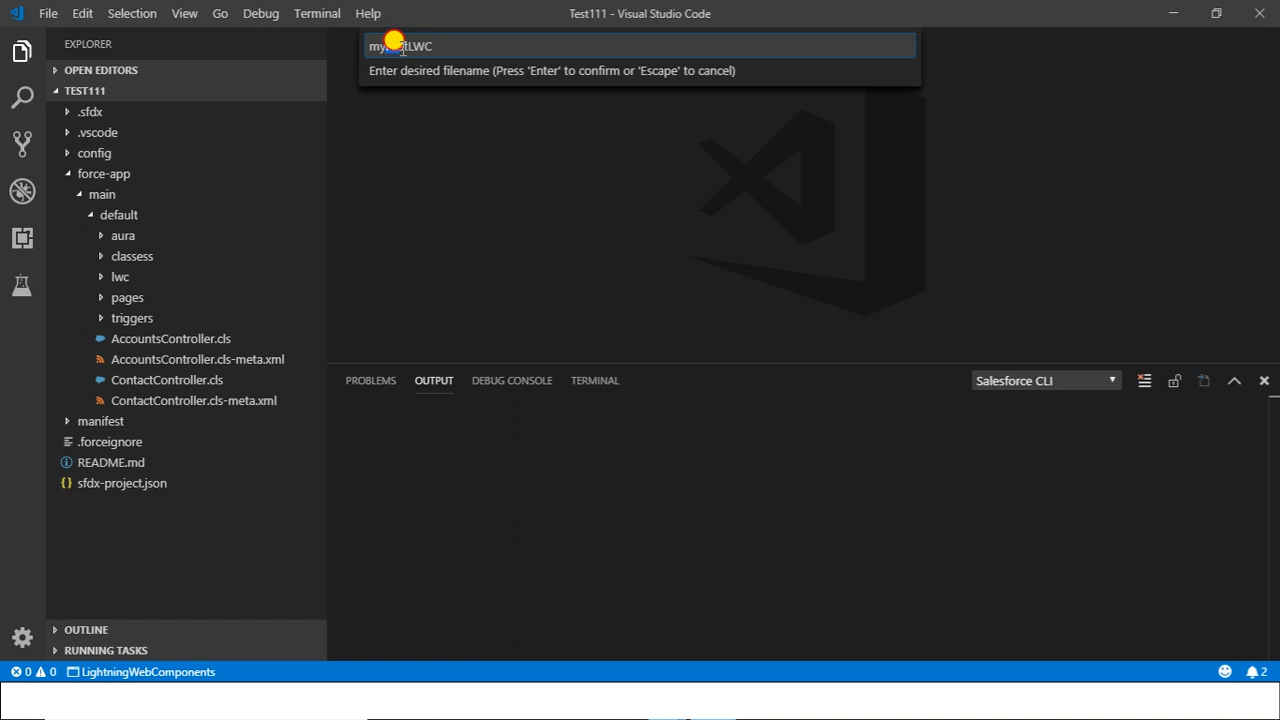 File Edit Selection View Go Debug Terminal Help
Test111 - Visual Studio Code
EXPLORER
OPEN EDITORS
TEST111
.sfdx
.vscode
config
force-app
main
default
aura
classess
lwc
pages
triggers
AccountsController.cls
AccountsController.cls-meta.xml
ContactController.cls
ContactController.cls-meta.xml
manifest
.forceignore
README.md
sfdx-project.json
OUTLINE
RUNNING TASKS
Enter desired filename (Press 'Enter' to confirm or 'Escape' to cancel)
PROBLEMS OUTPUT DEBUG CONSOLE TERMINAL
Salesforce CLI
0 0 LightningWebComponents
2